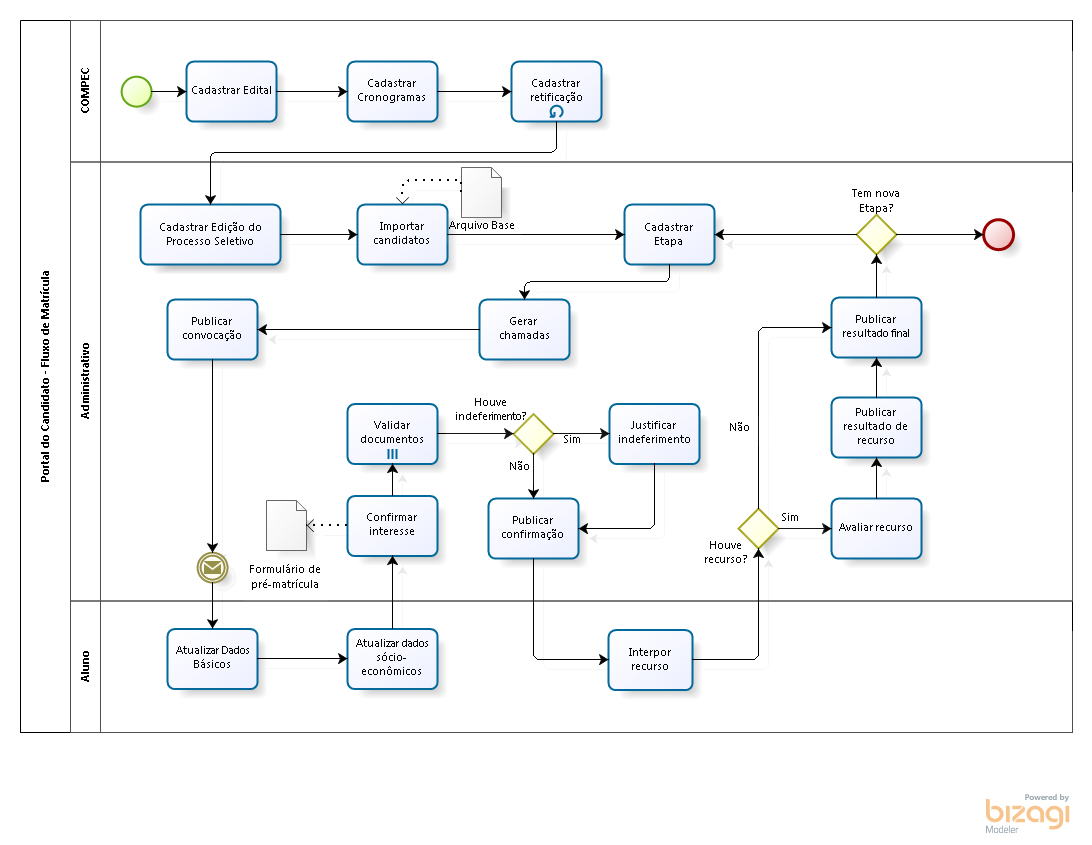 Portal do Candidato - Fluxo de Matrícula
COMPEC
Cadastrar Edital
Cadastrar
Cronogramas
Cadastrar
retificação
Administrativo
Cadastrar Edição do
Processo Seletivo
Importar
candidatos
Arquivo Base
Cadastrar
Etapa
Tem nova
Etapa?
Publicar
convocação
Gerar
chamadas
Publicar
resultado final
Validar
documentos
Houve
indeferimento?
Sim
Não
Justificar
indeferimento
Não
Publicar
resultado de
recurso
Confirmar
interesse
Formulário de
pré-matrícula
Publicar
confirmação
Houve
recurso?
Sim
Avaliar recurso
Aluno
Atualizar Dados
Básicos
Atualizar dados
sócio-
econômicos
Interpor
recurso
Powered by
bizagi
Modeler